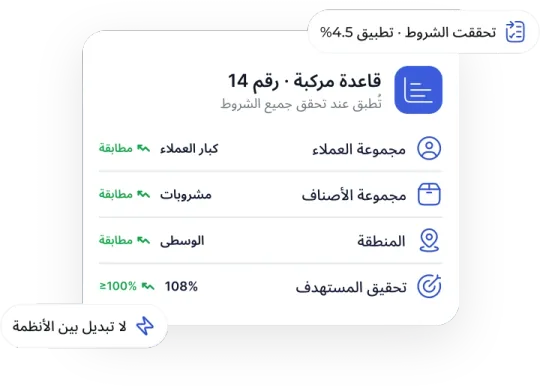 تحققت الشروط · تطبيق 4.5%
قاعدة مركبة · رقم 14
تُطبق عند تحقق جميع الشروط
مجموعة العملاء كبار العملاء مطابقة
مجموعة الأصناف مشروبات مطابقة
المنطقة الوسطى مطابقة
تحقيق المستهدف 108% ≥100%
لا تبديل بين الأنظمة